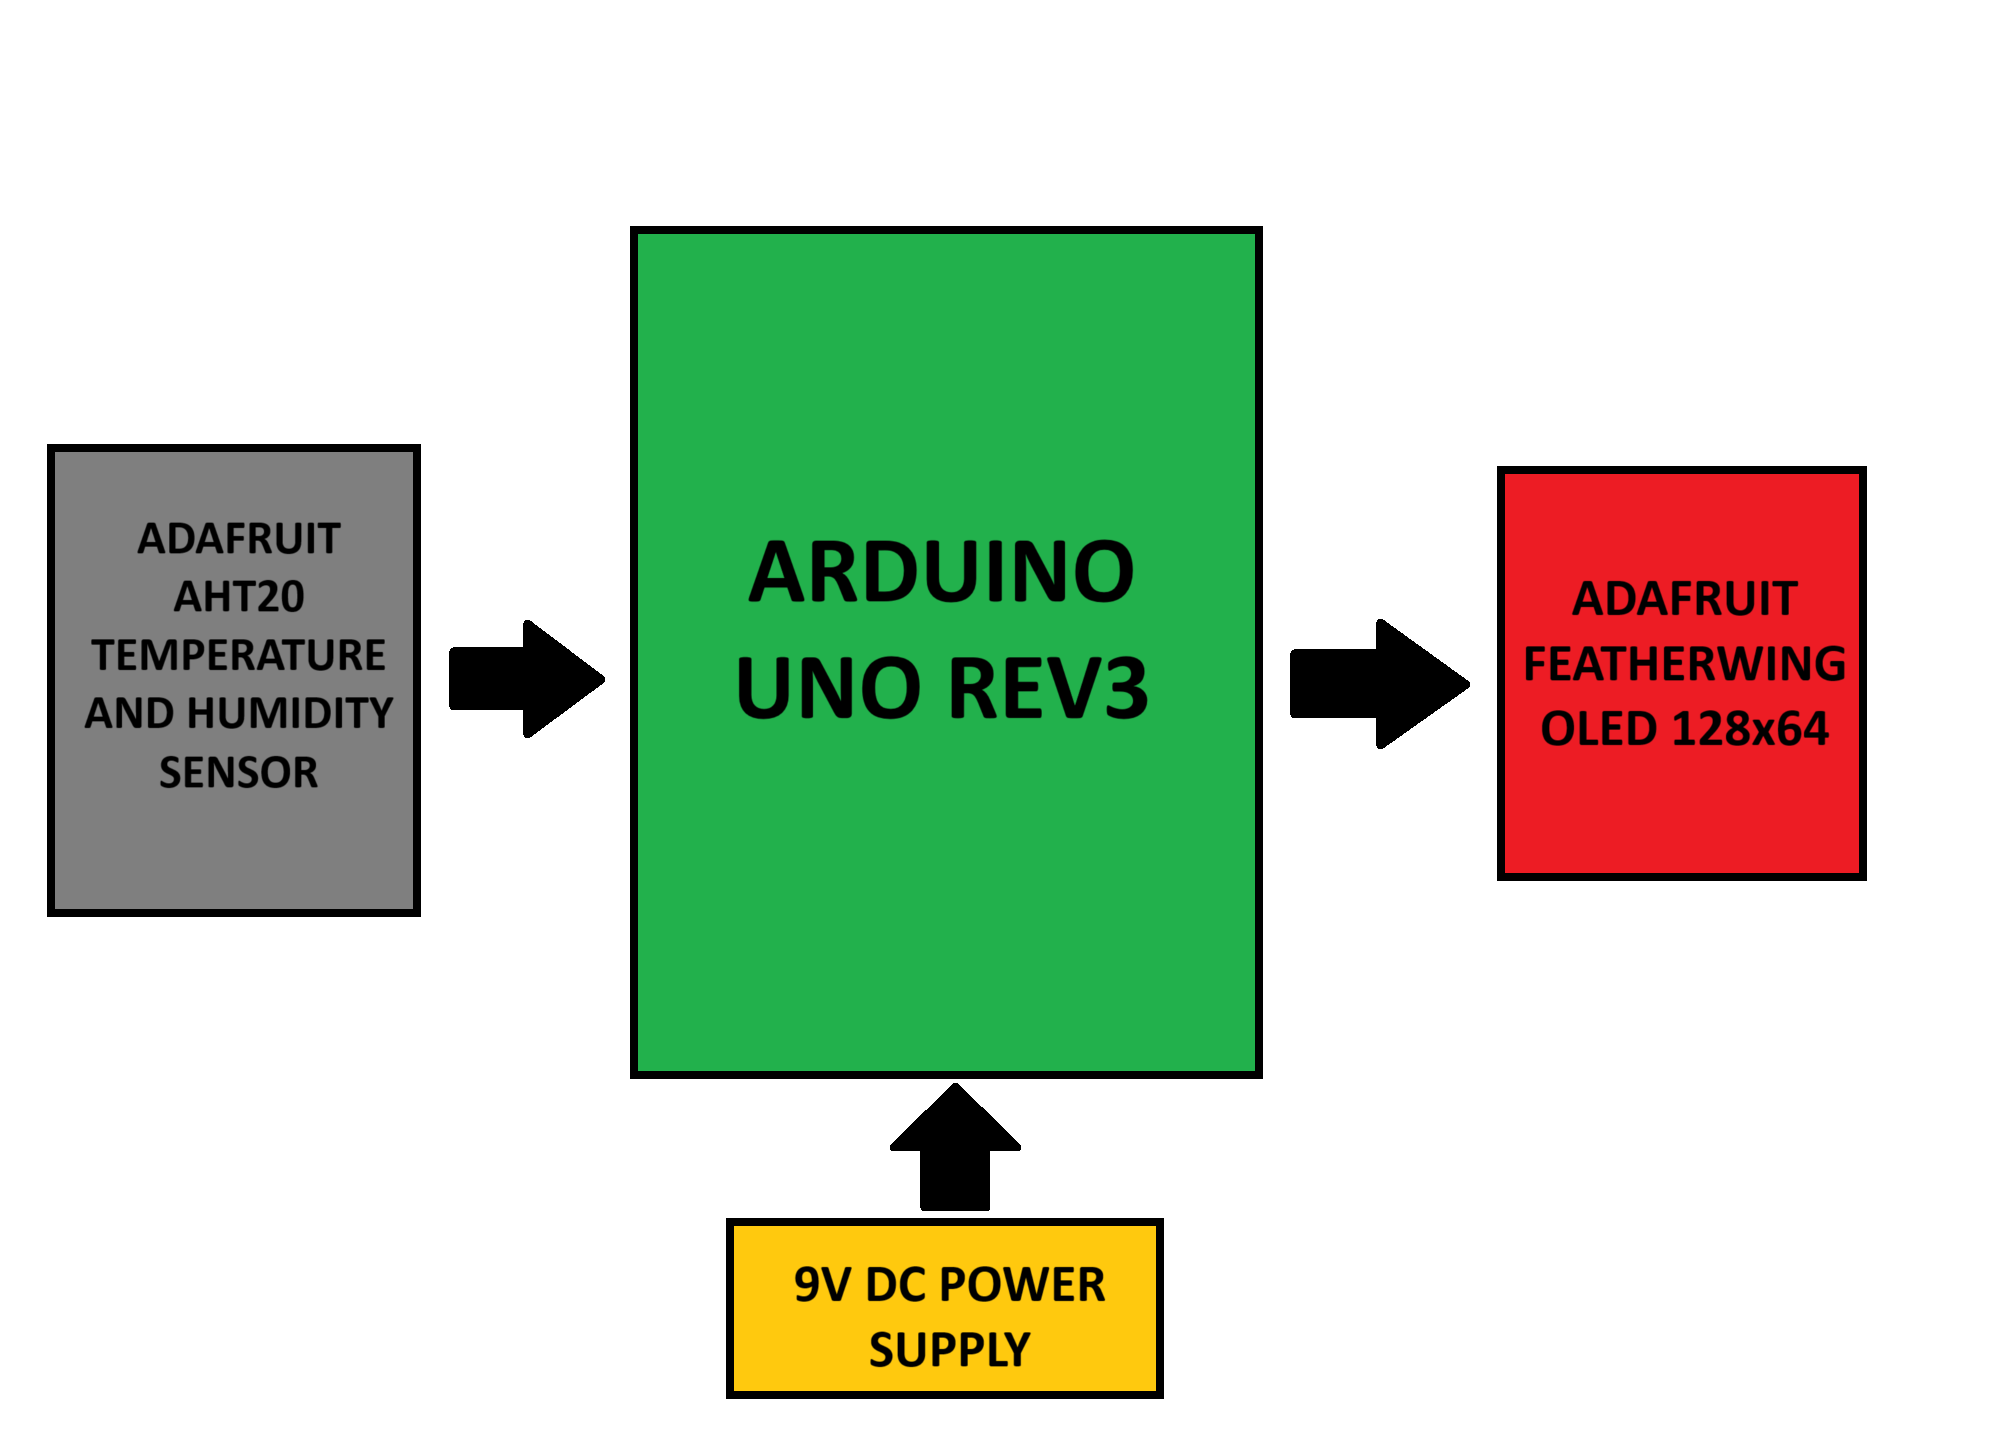 ADAFRUIT
AHT20
TEMPERATURE
AND HUMIDITY
SENSOR
ARDUINO
UNO REV3
ADAFRUIT
FEATHERWING
OLED 128x64
9V DC POWER
SUPPLY